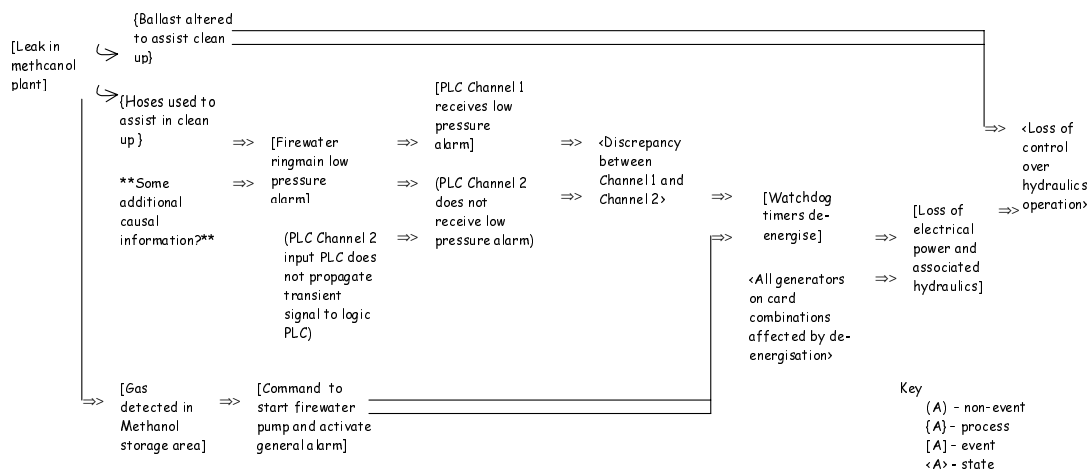 [Leak in
methcanol
plant]
{Ballast altered
to assist clean
up}
{Hoses used to
assist in clean
up }
**Some
additional
causal
information?**
[Firewater
ringmain low
pressure
alarm]
(PLC Channel 2
input PLC does
not propagate
transient
signal to logic
PLC)
[PLC Channel 1
receives low
pressure
alarm]
(PLC Channel 2
does not
receive low
pressure alarm)
<Discrepancy
between
Channel 1 and
Channel 2>
[Watchdog
timers de-
energise]
<All generators
on card
combinations
affected by de-
energisation>
[Loss of
electrical
power and
associated
hydraulics]
<Loss of
control
over
hydraulics
operation>
[Gas
detected in
Methanol
storage area]
[Command to
start firewater
pump and activate
general alarm]
Key
(A) - non-event
{A} - process
[A] - event
<A> - state